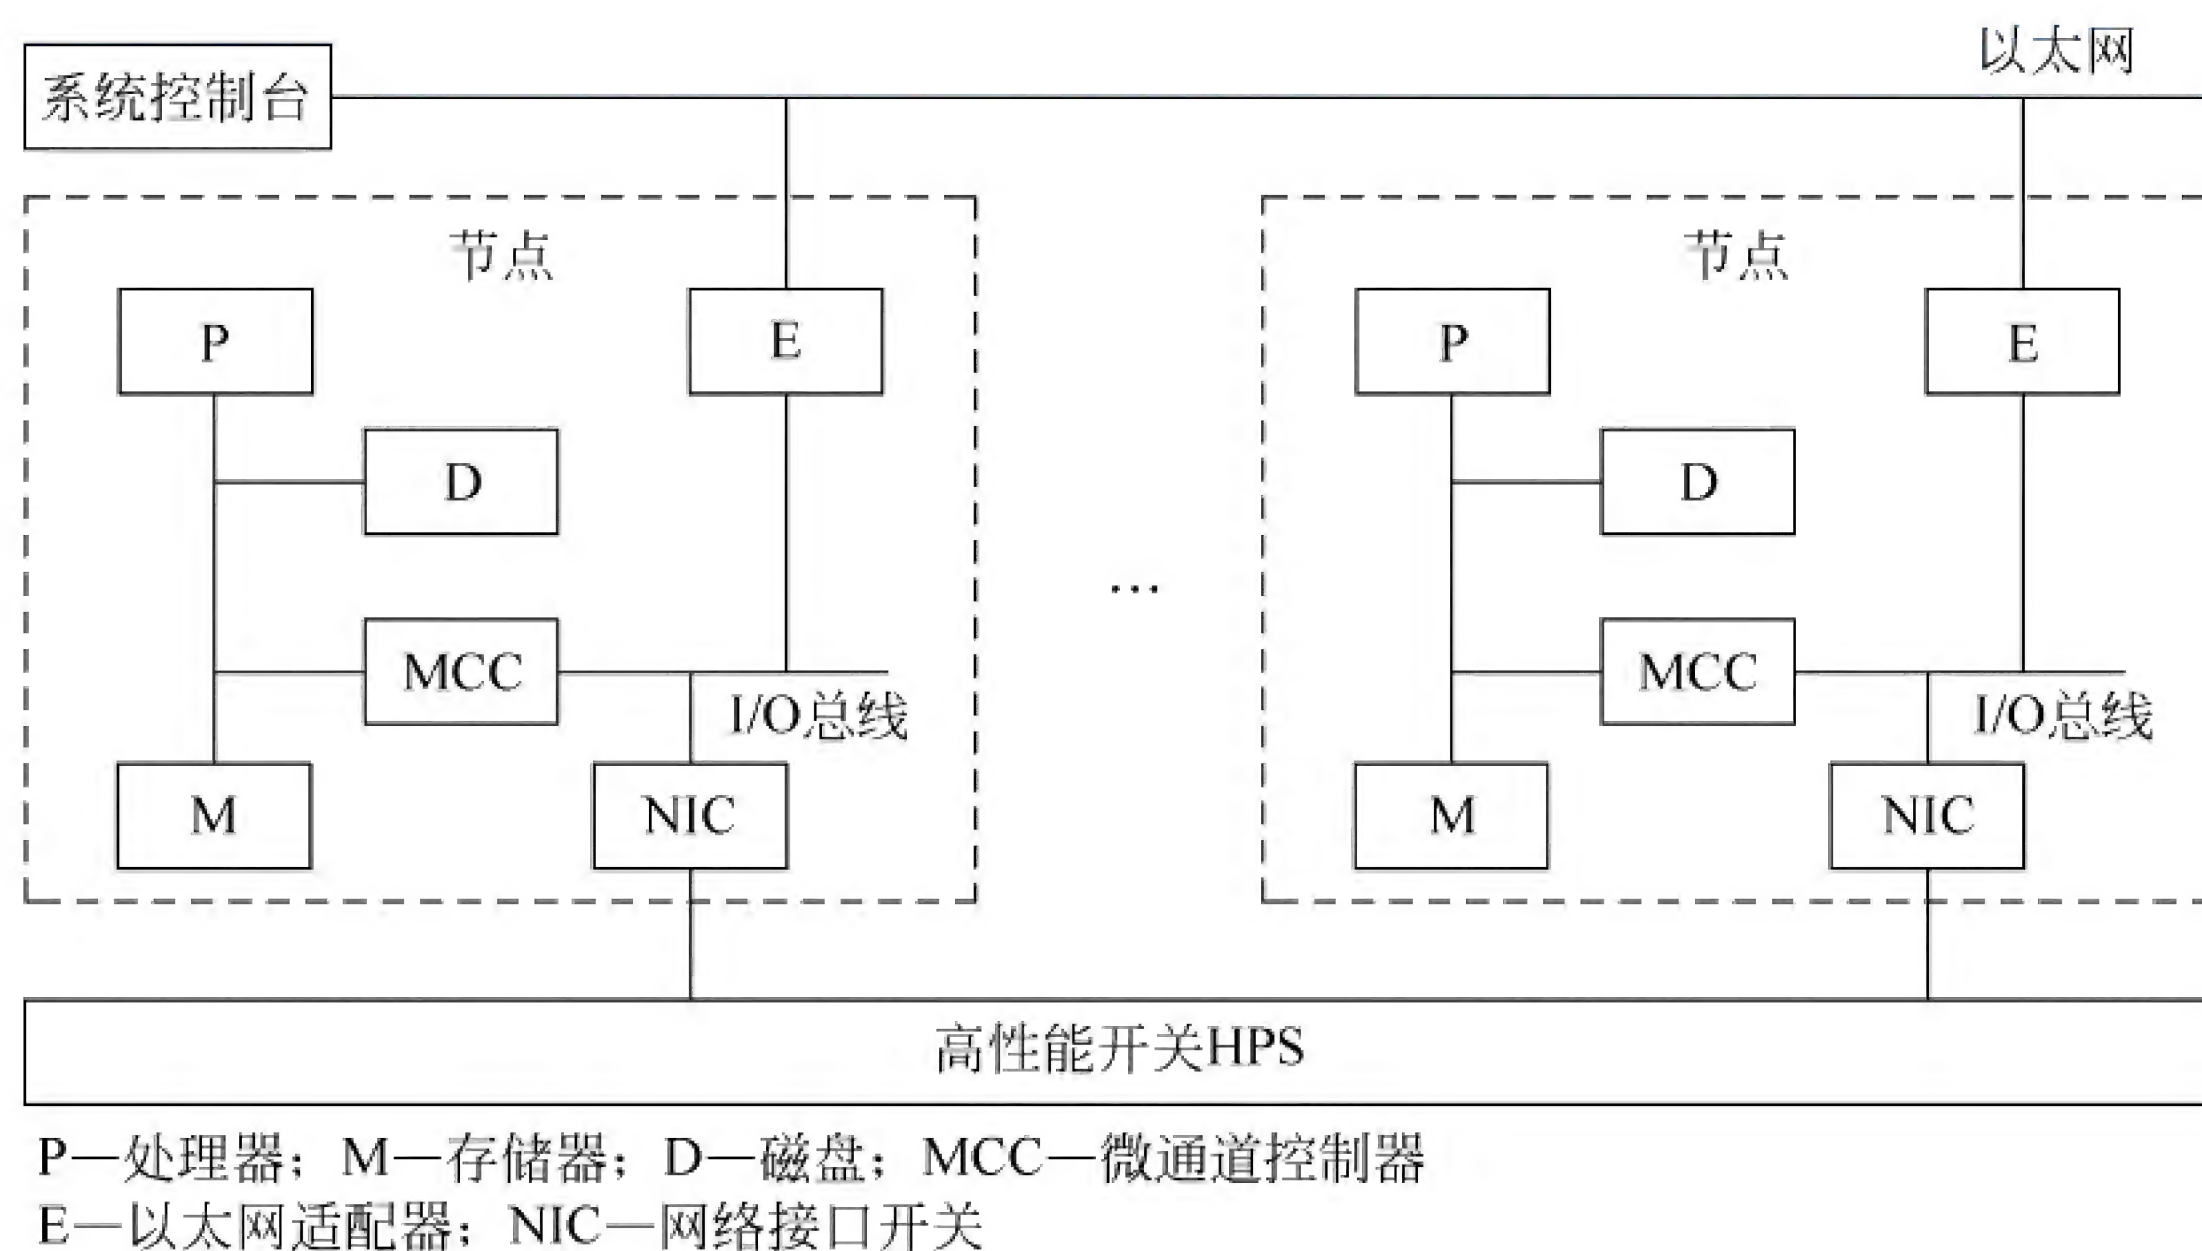 以太网
系统控制台
节点
节点
P
E
P
E
D
D
…
MCC
MCC
I/O总线
I/O总线
M
NIC
M
NIC
高性能开关HPS
P—处理器；M—存储器；D—磁盘；MCC—微通道控制器
E—以太网适配器；NIC—网络接口开关